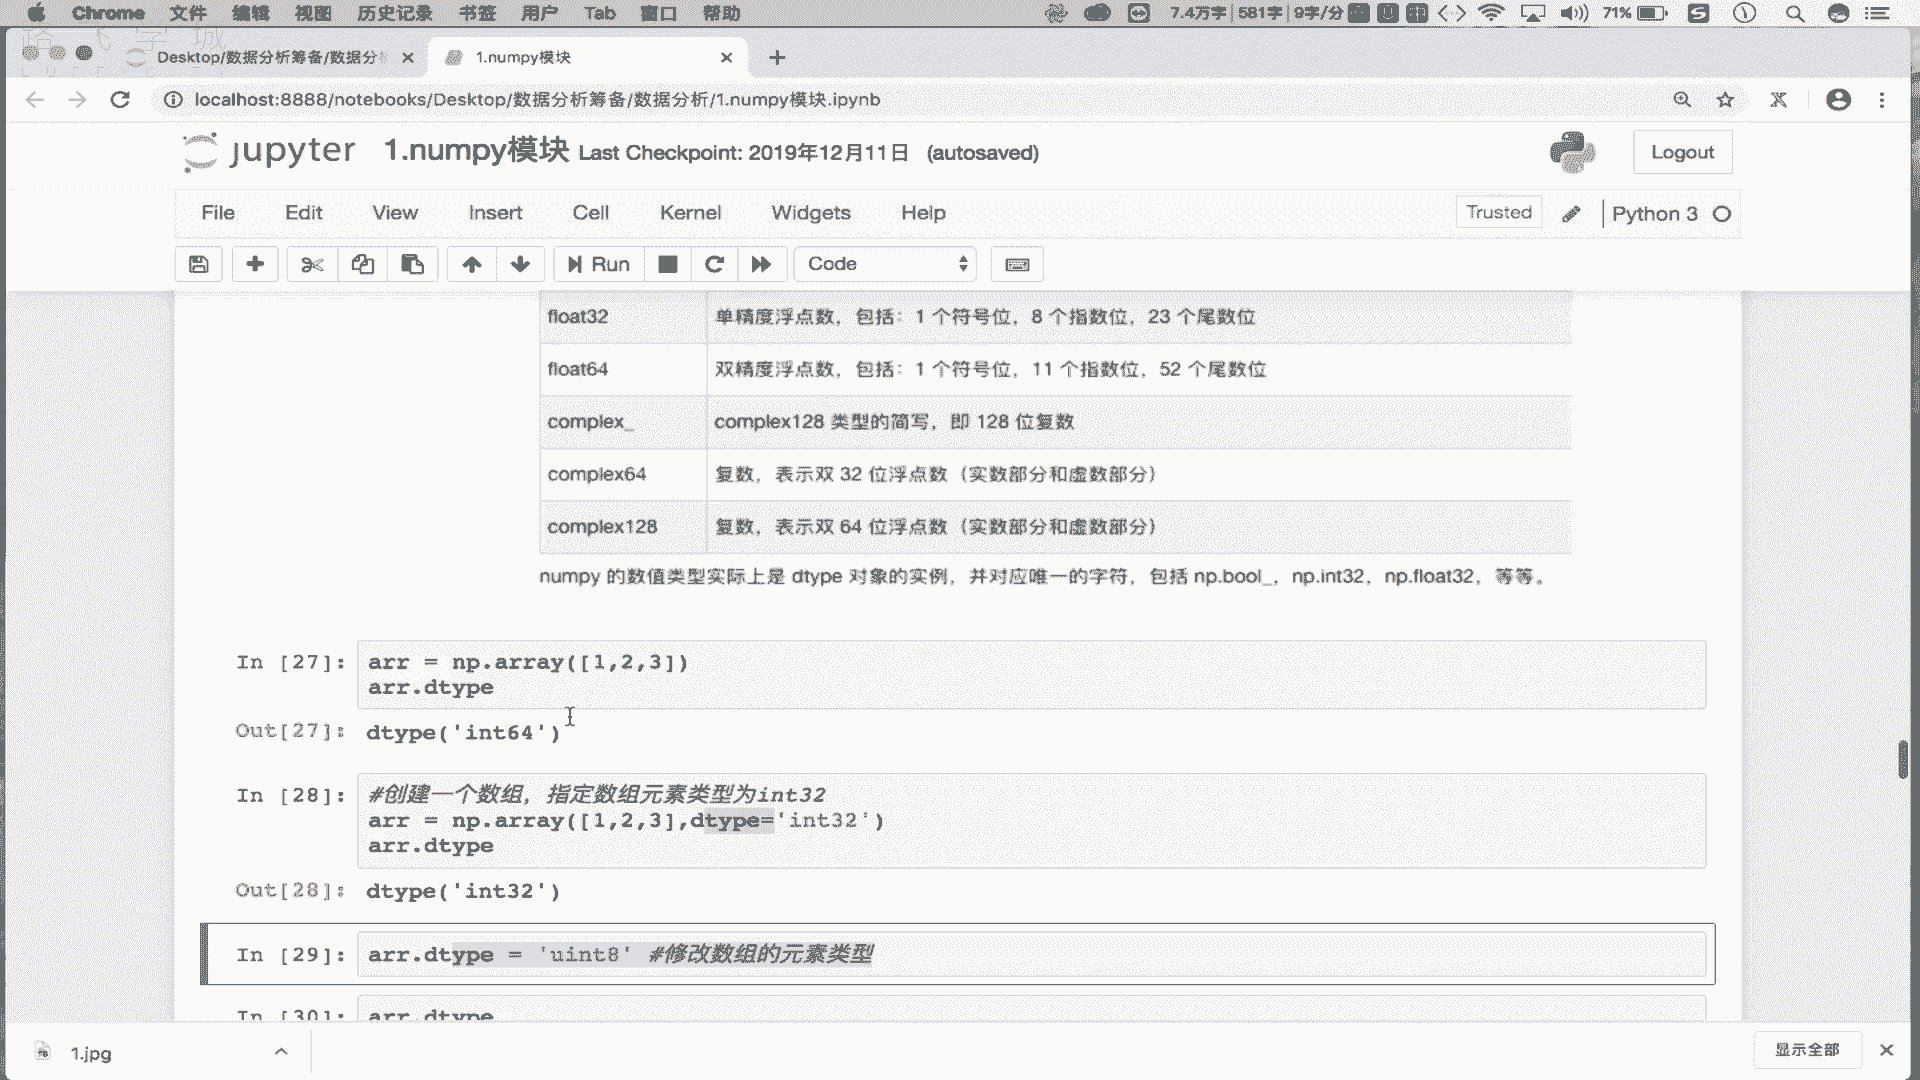 Chrome 文件 编辑 视图 历史记录 书签 用户 Tab 窗口 帮助 7.4万字 581字 9字/分 71%
Desktop/数据分析筹备/数据分析 1.numpy模块
localhost:8888/notebooks/Desktop/数据分析筹备/数据分析/1.numpy模块.ipynb
jupyter 1.numpy模块 Last Checkpoint: 2019年12月11日 (autosaved) Logout
File Edit View Insert Cell Kernel Widgets Help Trusted Python 3
Run Code
float32 单精度浮点数，包括：1 个符号位，8 个指数位，23 个尾数位
float64 双精度浮点数，包括：1 个符号位，11 个指数位，52 个尾数位
complex_ complex128 类型的简写，即 128 位复数
complex64 复数，表示双 32 位浮点数（实数部分和虚数部分）
complex128 复数，表示双 64 位浮点数（实数部分和虚数部分）
numpy 的数值类型实际上是 dtype 对象的实例，并对应唯一的字符，包括 np.bool_，np.int32，np.float32，等等。
In [27]: arr = np.array([1,2,3])
arr.dtype
Out[27]: dtype('int64')
In [28]: #创建一个数组，指定数组元素类型为int32
arr = np.array([1,2,3],dtype='int32')
arr.dtype
Out[28]: dtype('int32')
In [29]: arr.dtype = 'uint8' #修改数组的元素类型
In [30]: arr.dtype
1.jpg 显示全部